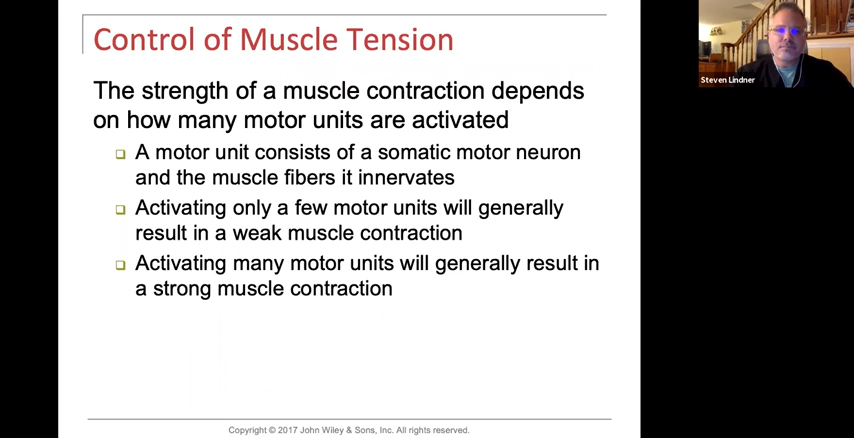 Control of Muscle Tension
The strength of a muscle contraction depends
on how many motor units are activated
A motor unit consists of a somatic motor neuron
and the muscle fibers it innervates
Activating only a few motor units will generally
result in a weak muscle contraction
Activating many motor units will generally result in
a strong muscle contraction
Copyright © 2017 John Wiley & Sons, Inc. All rights reserved.
Steven Lindner